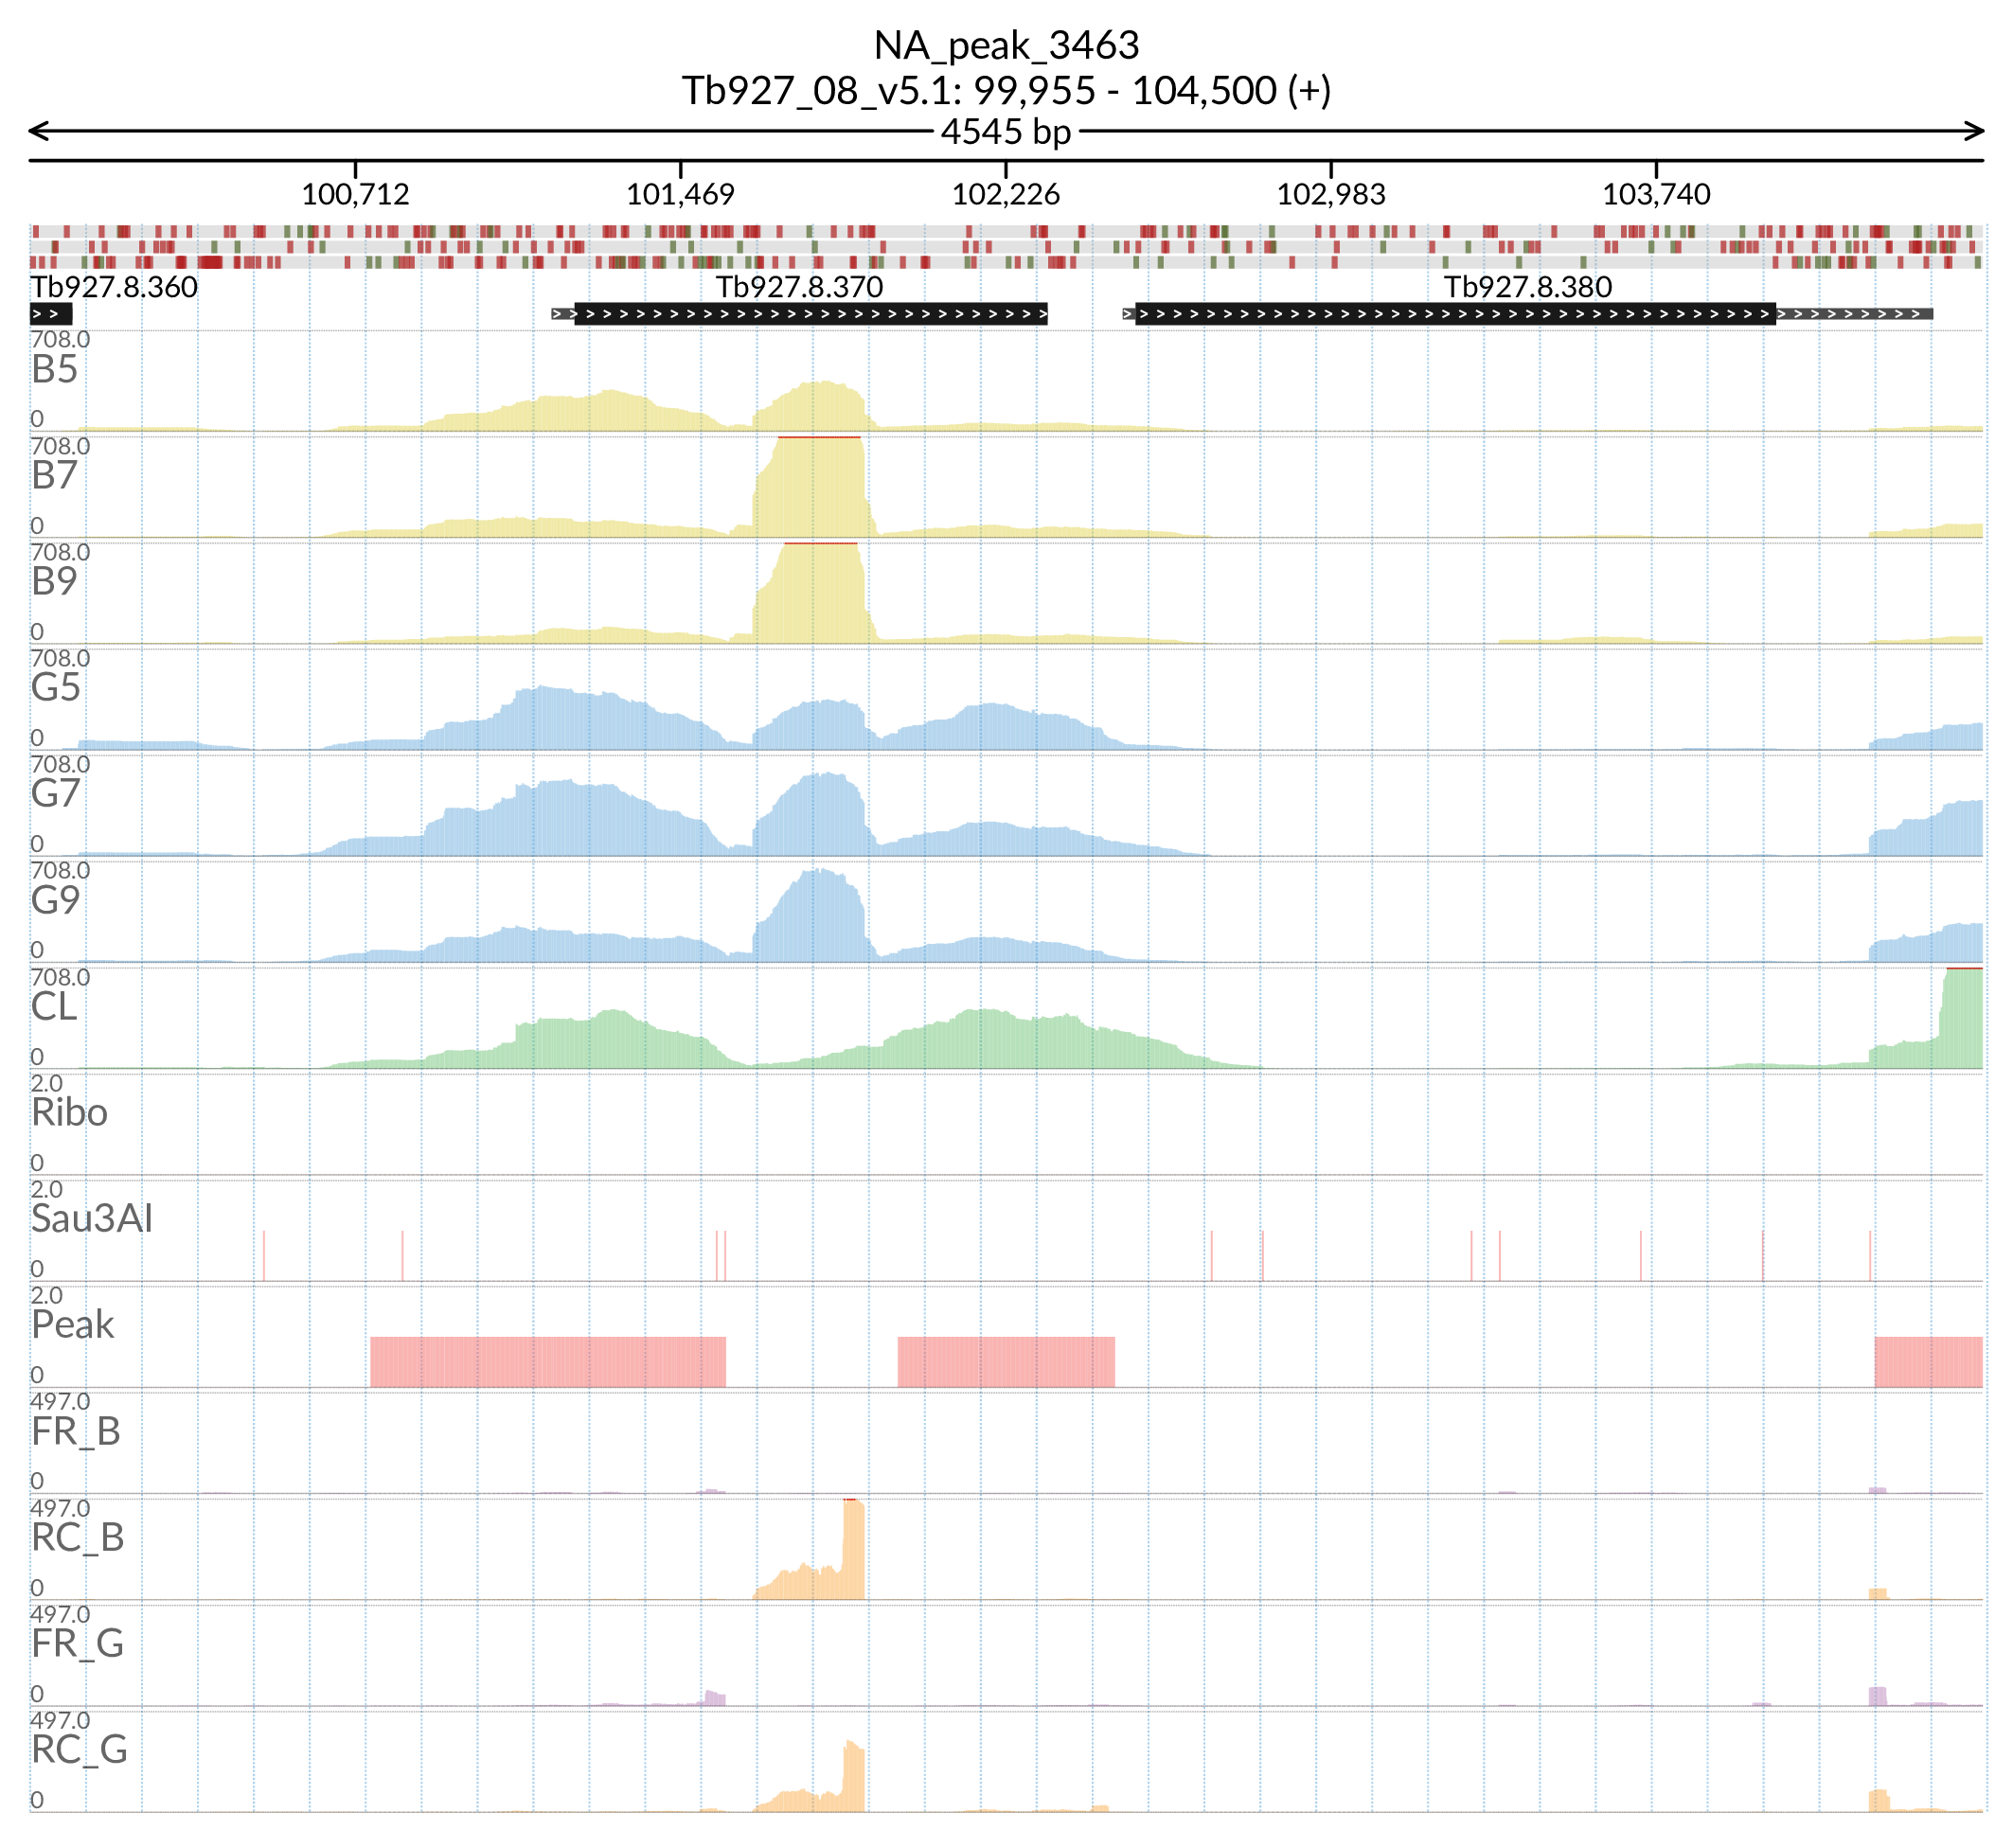 NA_peak_3463
Tb927_08_v5.1: 99,955 - 104,500 (+)
4545 bp
100,712 101,469 102,226 102,983 103,740
Tb927.8.360 Tb927.8.370 Tb927.8.380
708.0
B5
0
708.0
B7
0
708.0
B9
0
708.0
G5
0
708.0
G7
0
708.0
G9
0
708.0
CL
0
2.0
Ribo
0
2.0
Sau3AI
0
2.0
Peak
0
497.0
FR_B
0
497.0
RC_B
0
497.0
FR_G
0
497.0
RC_G
0